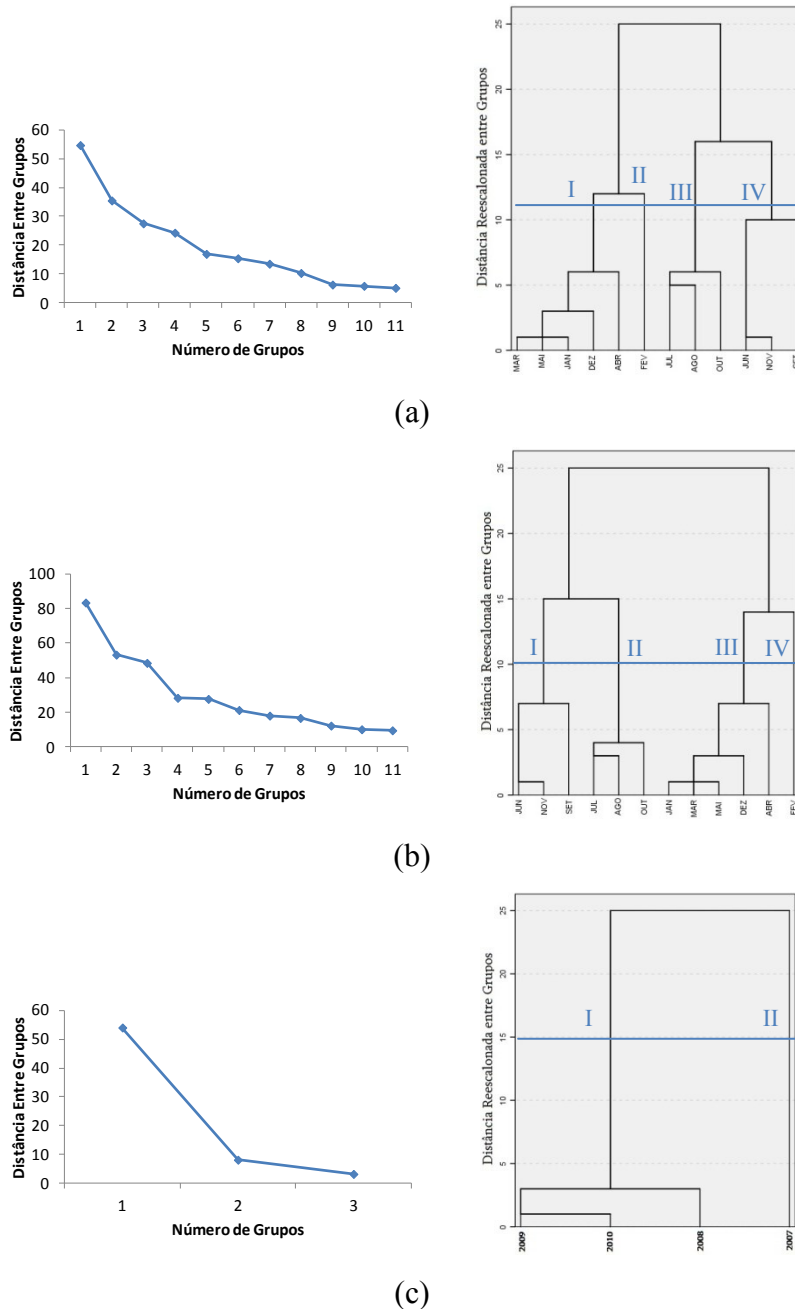 60
50
40
30
20
10
0
Distância Entre Grupos
1 2 3 4 5 6 7 8 9 10 11
Número de Grupos
25
20
15
10
5
0
Distância Reescalonada entre Grupos
I II III IV
MAR MAI JAN DEZ ABR FEV JUL AGO OUT JUN NOV
(a)
100
80
60
40
20
0
Distância Entre Grupos
1 2 3 4 5 6 7 8 9 10 11
Número de Grupos
25
20
15
10
5
0
Distância Reescalonada entre Grupos
I II III IV
JUN NOV SET JUL AGO OUT JAN MAR MAI DEZ ABR FEV
(b)
60
50
40
30
20
10
0
Distância Entre Grupos
1 2 3
Número de Grupos
25
20
15
10
5
0
Distância Reescalonada entre Grupos
I II
2009 2010 2008 2007
(c)